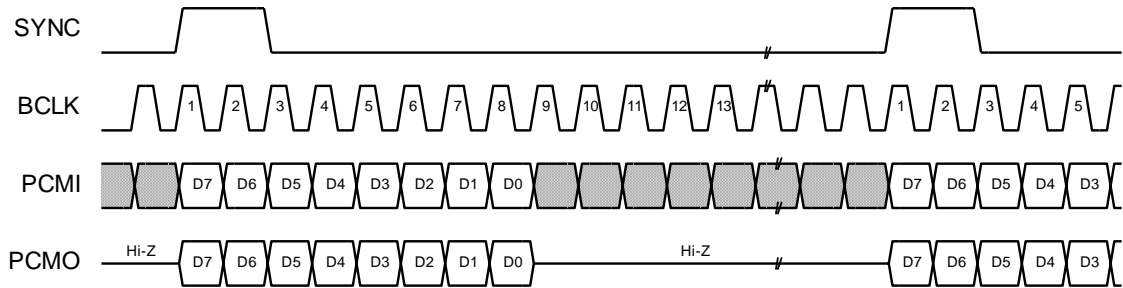 SYNC
BCLK 1 2 3 4 5 6 7 8 9 10 11 12 13 1 2 3 4 5
PCMI D7 D6 D5 D4 D3 D2 D1 D0 D7 D6 D5 D4 D3
PCMO Hi-Z D7 D6 D5 D4 D3 D2 D1 D0 Hi-Z D7 D6 D5 D4 D3